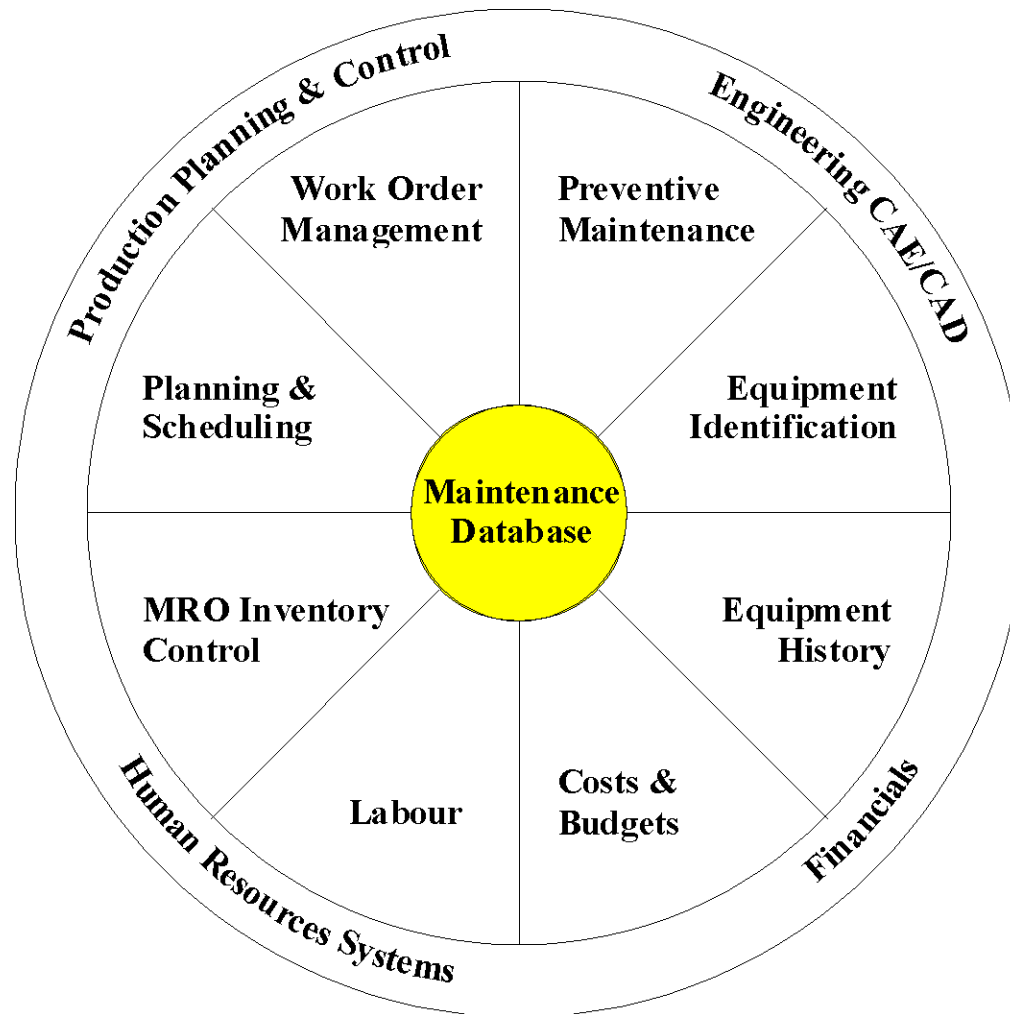 Production Planning & Control
Engineering CAE/CAD
Work Order
Management
Preventive
Maintenance
Planning &
Scheduling
Equipment
Identification
Maintenance
Database
MRO Inventory
Control
Equipment
History
Labour
Costs &
Budgets
Human Resources Systems
Financials